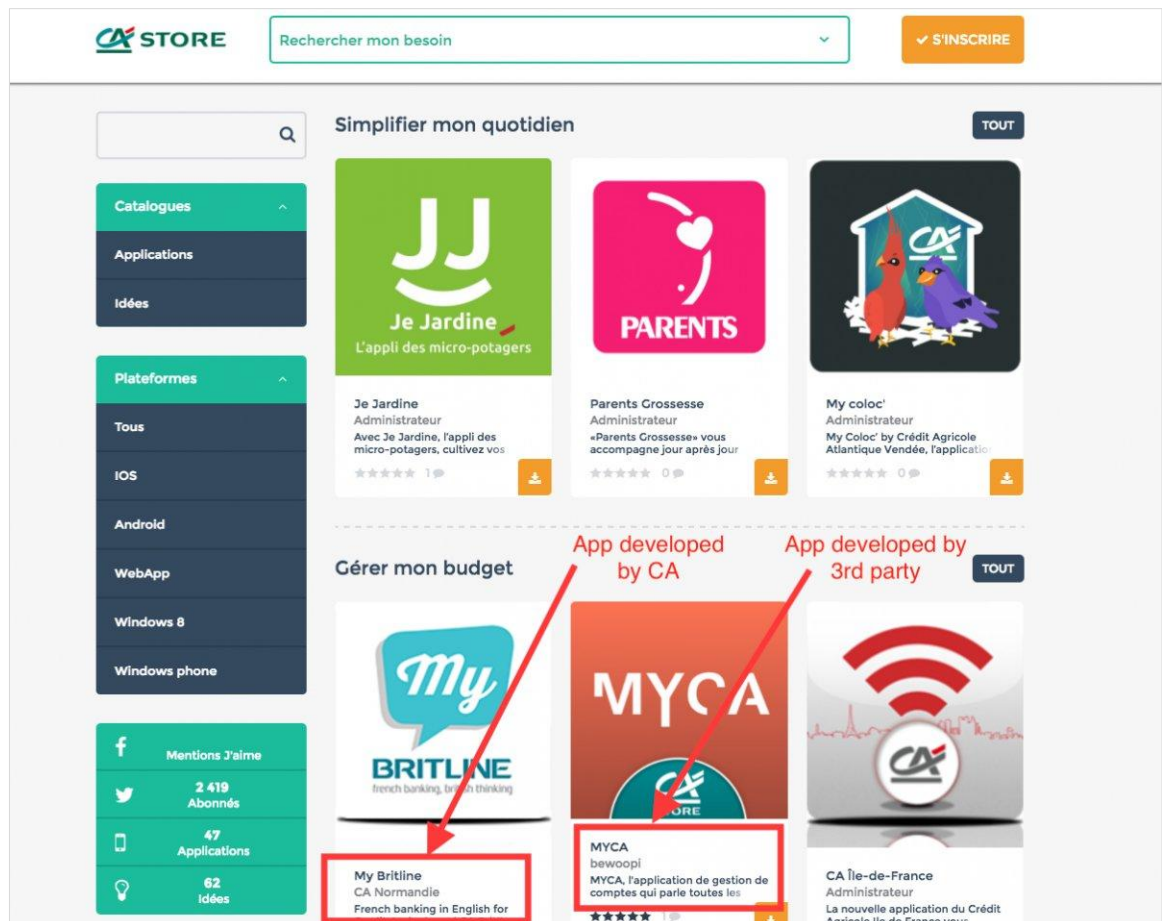 CA STORE
Rechercher mon besoin
S'INSCRIRE
Simplifier mon quotidien
TOUT
Catalogues
Applications
Idées
Plateformes
Tous
IOS
Android
WebApp
Windows 8
Windows phone
Mentions J'aime
2 419
Abonnés
47
Applications
62
Idées
JJ
Je Jardine
L'appli des micro-potagers
Je Jardine
Administrateur
Avec Je Jardine, l'appli des
micro-potagers, cultivez vos
1
PARENTS
Parents Grossesse
Administrateur
«Parents Grossesse» vous
accompagne jour après jour
0
CA
My coloc'
Administrateur
My Coloc' by Crédit Agricole
Atlantique Vendée, l'applicatio
0
Gérer mon budget
App developed
by CA
App developed by
3rd party
TOUT
My
BRITLINE
french banking, british thinking
My Britline
CA Normandie
French banking in English for
MYCA
CA
STORE
MYCA
bewoopi
MYCA, l'application de gestion de
comptes qui parle toutes les
1
CA
CA Île-de-France
Administrateur
La nouvelle application du Crédit
Agricole Ile de France vous